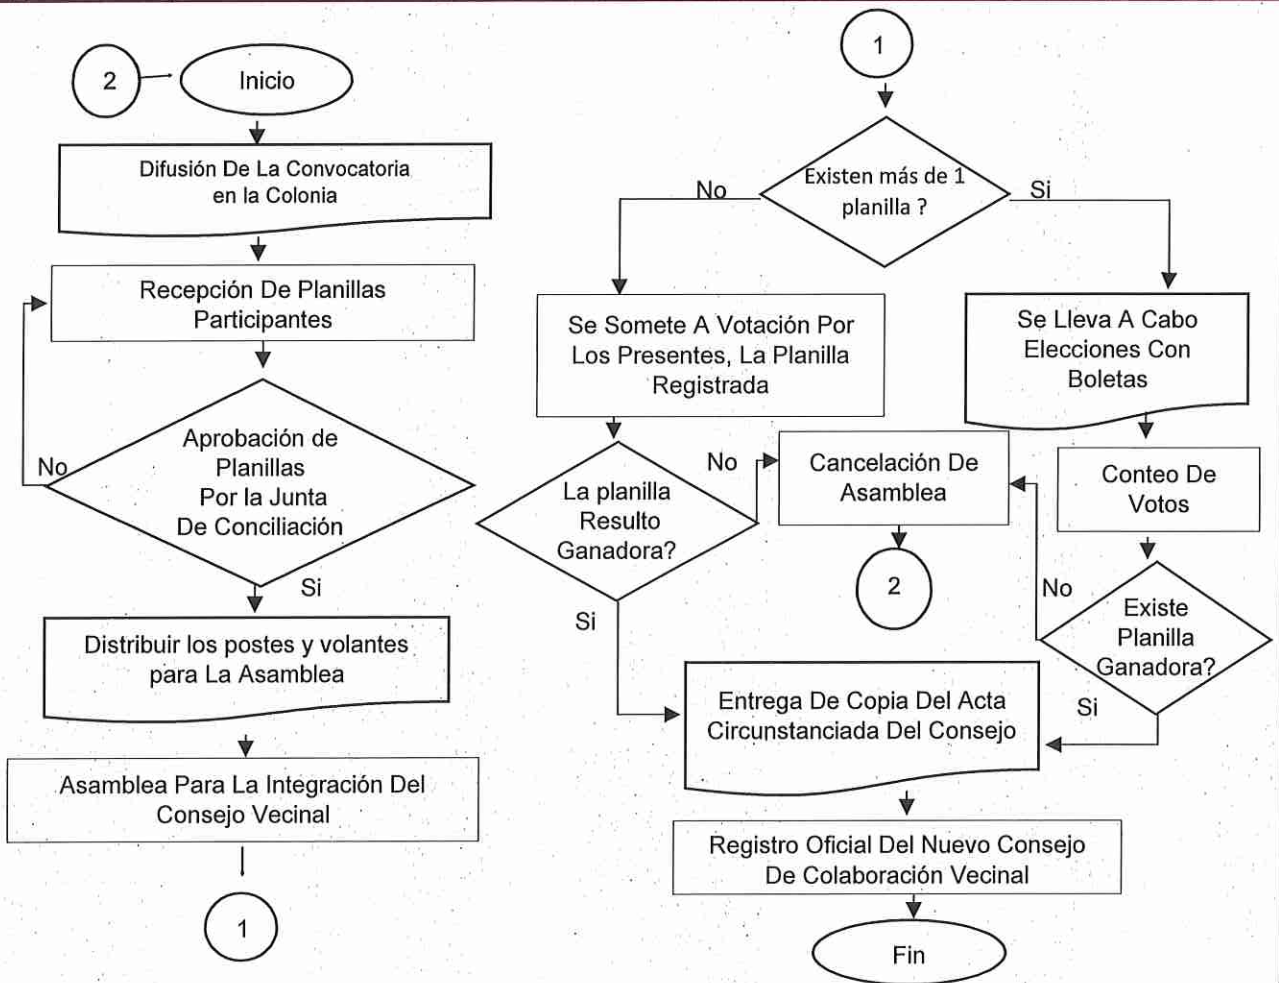 2
Inicio
Difusión De La Convocatoria
en la Colonia
Recepción De Planillas
Participantes
Aprobación de
Planillas
Por la Junta
De Conciliación
No
Si
Distribuir los postes y volantes
para La Asamblea
Asamblea Para La Integración Del
Consejo Vecinal
1
1
Existen más de 1
planilla ?
No
Si
Se Somete A Votación Por
Los Presentes, La Planilla
Registrada
Se Lleva A Cabo
Elecciones Con
Boletas
La planilla
Resulto
Ganadora?
No
Si
Cancelación De
Asamblea
2
Conteo De
Votos
Existe
Planilla
Ganadora?
No
Si
Entrega De Copia Del Acta
Circunstanciada Del Consejo
Registro Oficial Del Nuevo Consejo
De Colaboración Vecinal
Fin